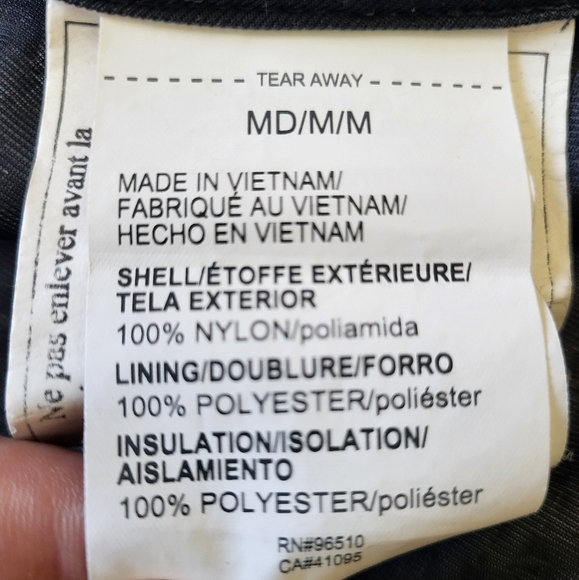 TEAR AWAY
MD/M/M
MADE IN VIETNAM/
FABRIQUÉ AU VIETNAM/
HECHO EN VIETNAM
SHELL/ÉTOFFE EXTÉRIEURE/
TELA EXTERIOR
100% NYLON/poliamida
LINING/DOUBLURE/FORRO
100% POLYESTER/poliéster
INSULATION/ISOLATION/
AISLAMIENTO
100% POLYESTER/poliéster
RN#96510
CA#41095
Ne pas enlever avant la